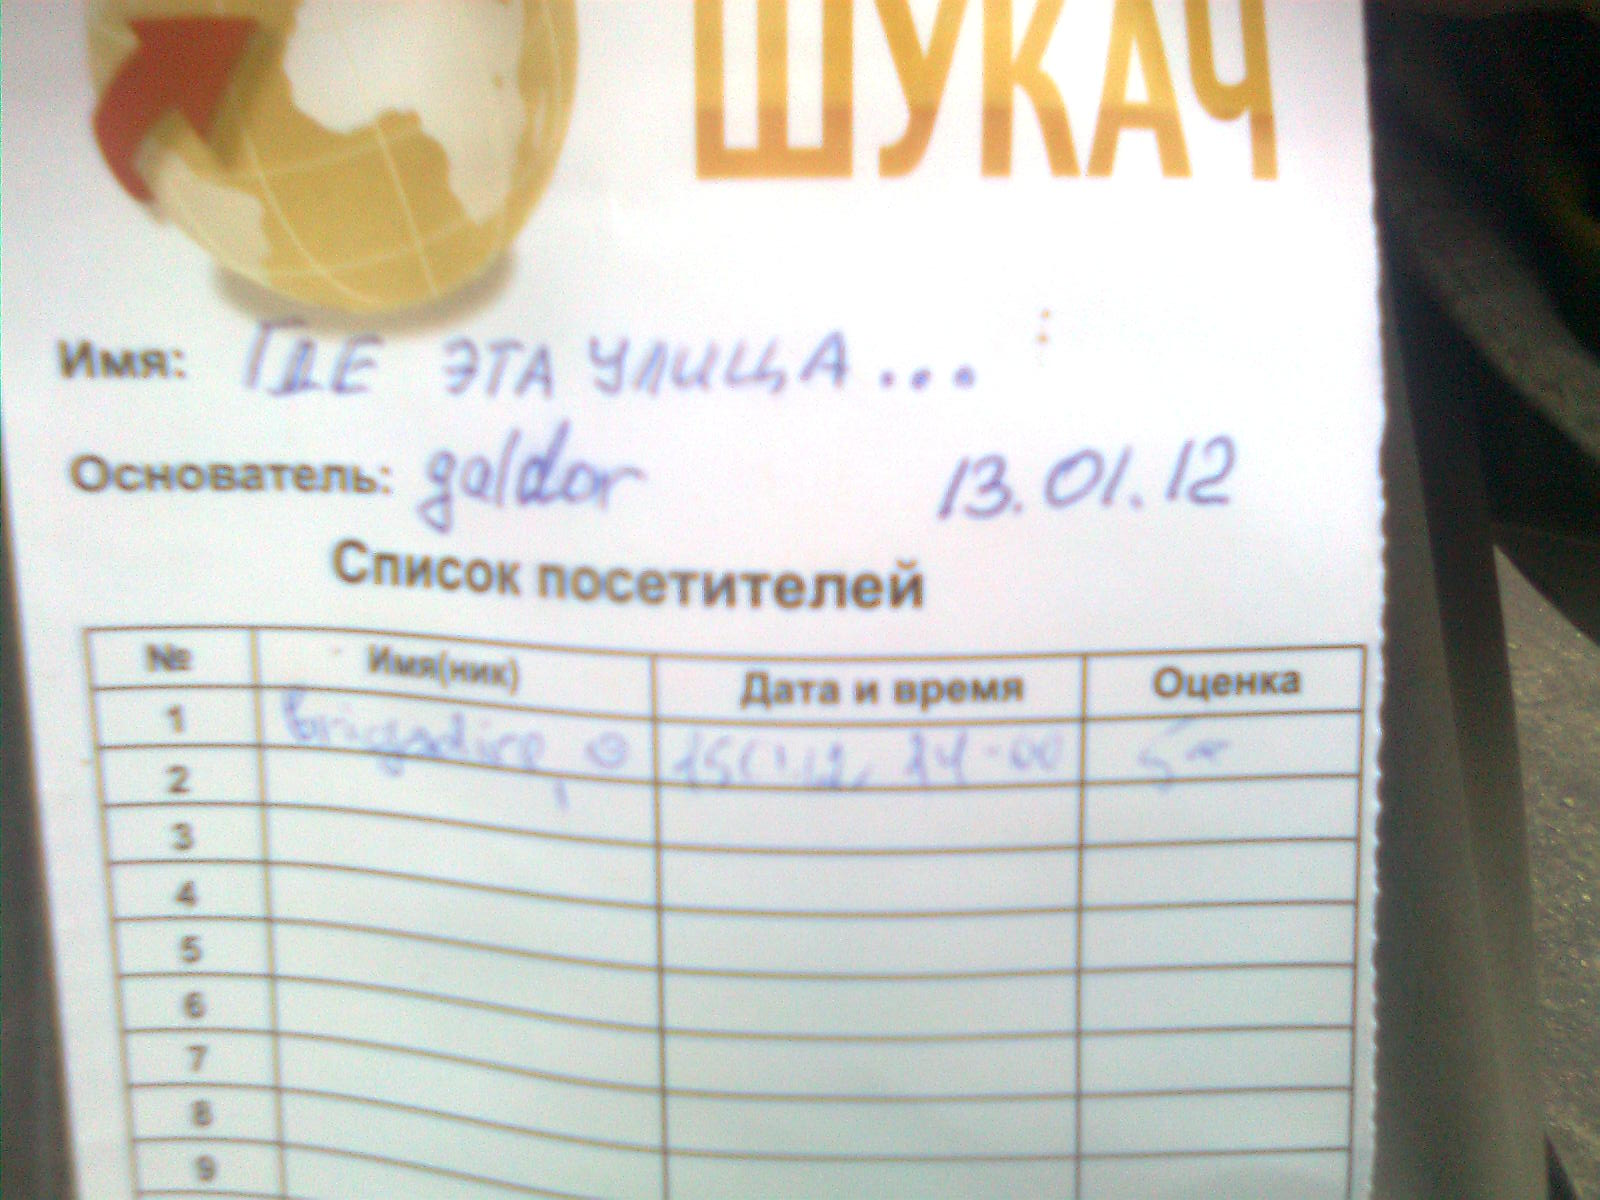 ШУКАЧ
Имя: ГДЕ ЭТА УЛИЦА...
Основатель: galdor 13.01.12
Список посетителей
№ Имя(ник) Дата и время Оценка
1
2
3
4
5
6
7
8
9